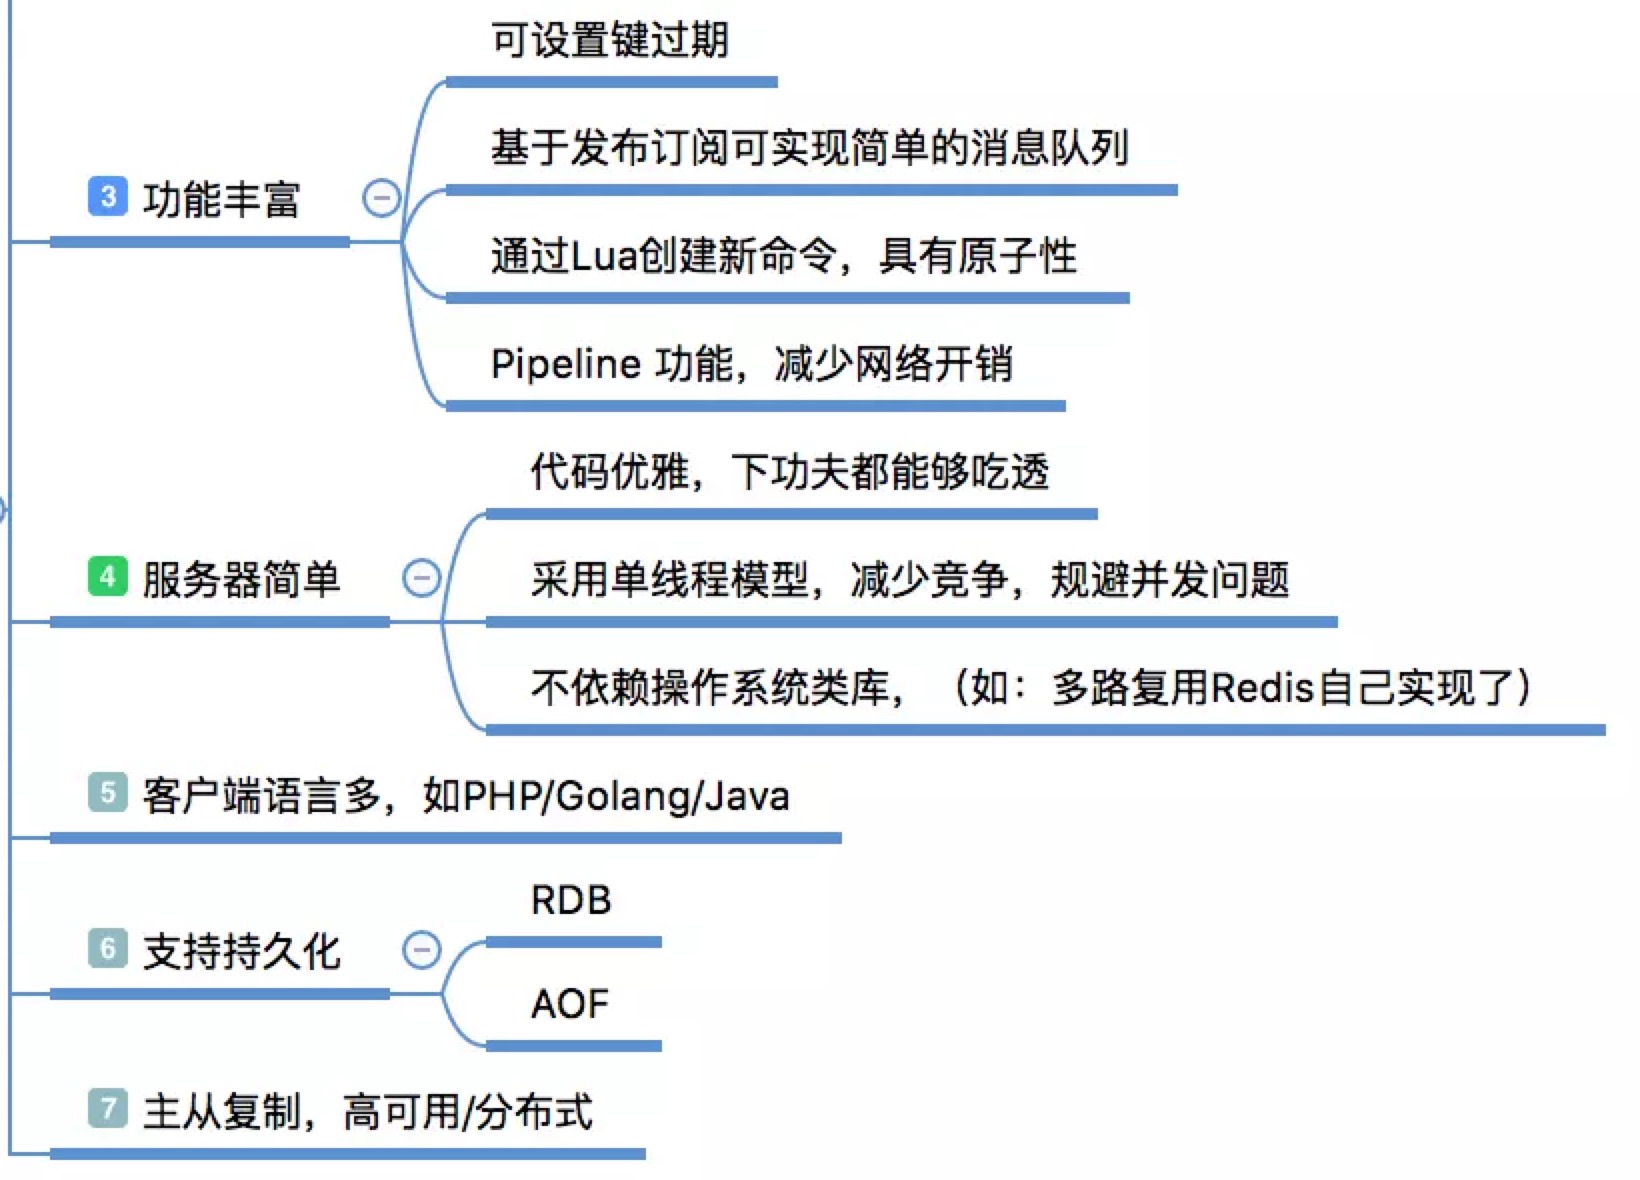 3 功能丰富
可设置键过期
基于发布订阅可实现简单的消息队列
通过Lua创建新命令，具有原子性
Pipeline 功能，减少网络开销
4 服务器简单
代码优雅，下功夫都能够吃透
采用单线程模型，减少竞争，规避并发问题
不依赖操作系统类库，（如：多路复用Redis自己实现了）
5 客户端语言多，如PHP/Golang/Java
6 支持持久化
RDB
AOF
7 主从复制，高可用/分布式